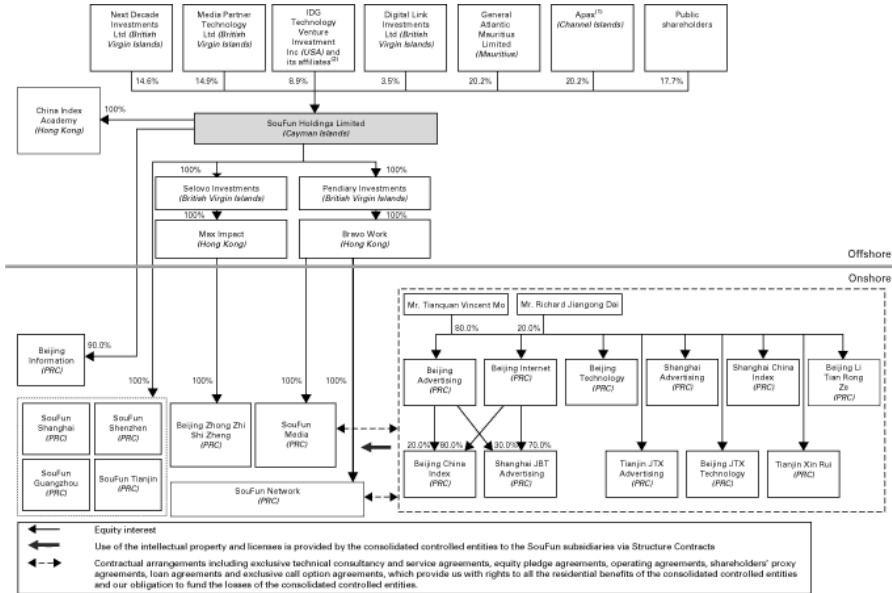 Next Decade
Investments
Ltd (British
Virgin Islands)
Media Partner
Technology
Ltd (British
Virgin Islands)
IDG
Technology
Venture
Investment
Inc (USA) and
its affiliates(2)
Digital Link
Investments
Ltd (British
Virgin Islands)
General
Atlantic
Mauritius
Limited
(Mauritius)
Apax(1)
(Channel Islands)
Public
shareholders
14.6%
14.9%
8.9%
3.5%
20.2%
20.2%
17.7%
China Index
Academy
(Hong Kong)
100%
SouFun Holdings Limited
(Cayman Islands)
100%
100%
Selovo Investments
(British Virgin Islands)
Pendiary Investments
(British Virgin Islands)
100%
100%
Max Impact
(Hong Kong)
Bravo Work
(Hong Kong)
Offshore
Onshore
Mr. Tianquan Vincent Mo
Mr. Richard Jiangong Dai
80.0%
20.0%
Beijing
Information
(PRC)
90.0%
Beijing
Advertising
(PRC)
Beijing Internet
(PRC)
Beijing
Technology
(PRC)
Shanghai
Advertising
(PRC)
Shanghai China
Index
(PRC)
Beijing Li
Tian Rong
Ze
(PRC)
100%
100%
100%
100%
SouFun
Shanghai
(PRC)
SouFun
Shenzhen
(PRC)
SouFun
Guangzhou
(PRC)
SouFun Tianjin
(PRC)
Beijing Zhong Zhi
Shi Zheng
(PRC)
SouFun
Media
(PRC)
SouFun Network
(PRC)
20.0%
80.0%
30.0%
70.0%
Beijing China
Index
(PRC)
Shanghai JBT
Advertising
(PRC)
Tianjin JTX
Advertising
(PRC)
Beijing JTX
Technology
(PRC)
Tianjin Xin Rui
(PRC)
Equity interest
Use of the intellectual property and licenses is provided by the consolidated controlled entities to the SouFun subsidiaries via Structure Contracts
Contractual arrangements including exclusive technical consultancy and service agreements, equity pledge agreements, operating agreements, shareholders' proxy
agreements, loan agreements and exclusive call option agreements, which provide us with rights to all the residential benefits of the consolidated controlled entities
and our obligation to fund the losses of the consolidated controlled entities.